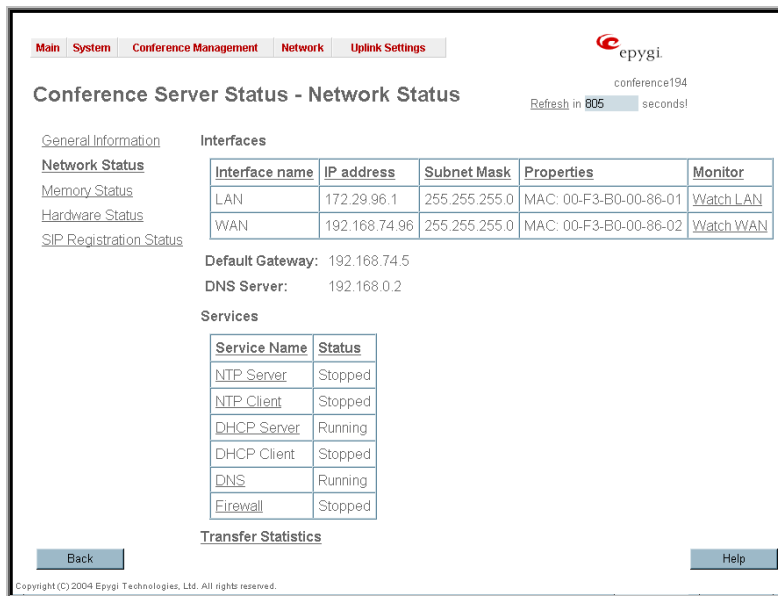 Main System Conference Management Network Uplink Settings
epygi.
conference194
Conference Server Status - Network Status
Refresh in 805 seconds!
General Information
Network Status
Memory Status
Hardware Status
SIP Registration Status
Interfaces
Interface name IP address Subnet Mask Properties Monitor
LAN 172.29.96.1 255.255.255.0 MAC: 00-F3-B0-00-86-01 Watch LAN
WAN 192.168.74.96 255.255.255.0 MAC: 00-F3-B0-00-86-02 Watch WAN
Default Gateway: 192.168.74.5
DNS Server: 192.168.0.2
Services
Service Name Status
NTP Server Stopped
NTP Client Stopped
DHCP Server Running
DHCP Client Stopped
DNS Running
Firewall Stopped
Transfer Statistics
Back Help
Copyright (C) 2004 Epygi Technologies, Ltd. All rights reserved.